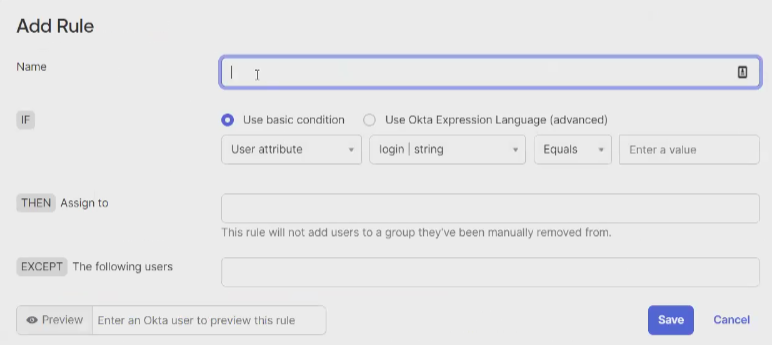 Add Rule
Name
IF
Use basic condition
Use Okta Expression Language (advanced)
User attribute
login | string
Equals
Enter a value
THEN Assign to
This rule will not add users to a group they've been manually removed from.
EXCEPT The following users
Preview
Enter an Okta user to preview this rule
Save
Cancel